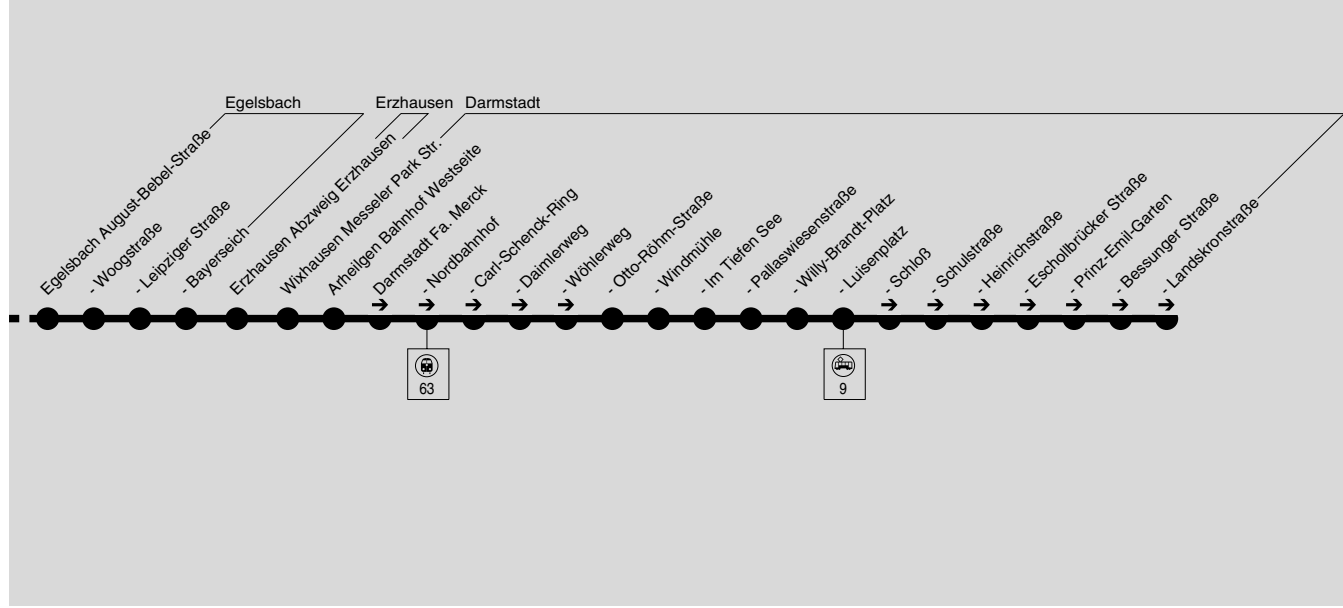 Egelsbach
Erzhausen
Darmstadt
Egelsbach August-Bebel-Straße
- Woogstraße
- Leipziger Straße
- Bayerseich
Erzhausen Abzweig Erzhausen
Wixhausen Messeler Park Str.
Arheilgen Bahnhof Westseite
Darmstadt Fa. Merck
- Nordbahnhof
- Carl-Schenck-Ring
- Daimlerweg
- Wöhlerweg
- Otto-Röhm-Straße
- Windmühle
- Im Tiefen See
- Pallaswiesenstraße
- Willy-Brandt-Platz
- Luisenplatz
- Schloß
- Schulstraße
- Heinrichstraße
- Eschollbrücker Straße
- Prinz-Emil-Garten
- Bessunger Straße
- Landskronstraße
63
9